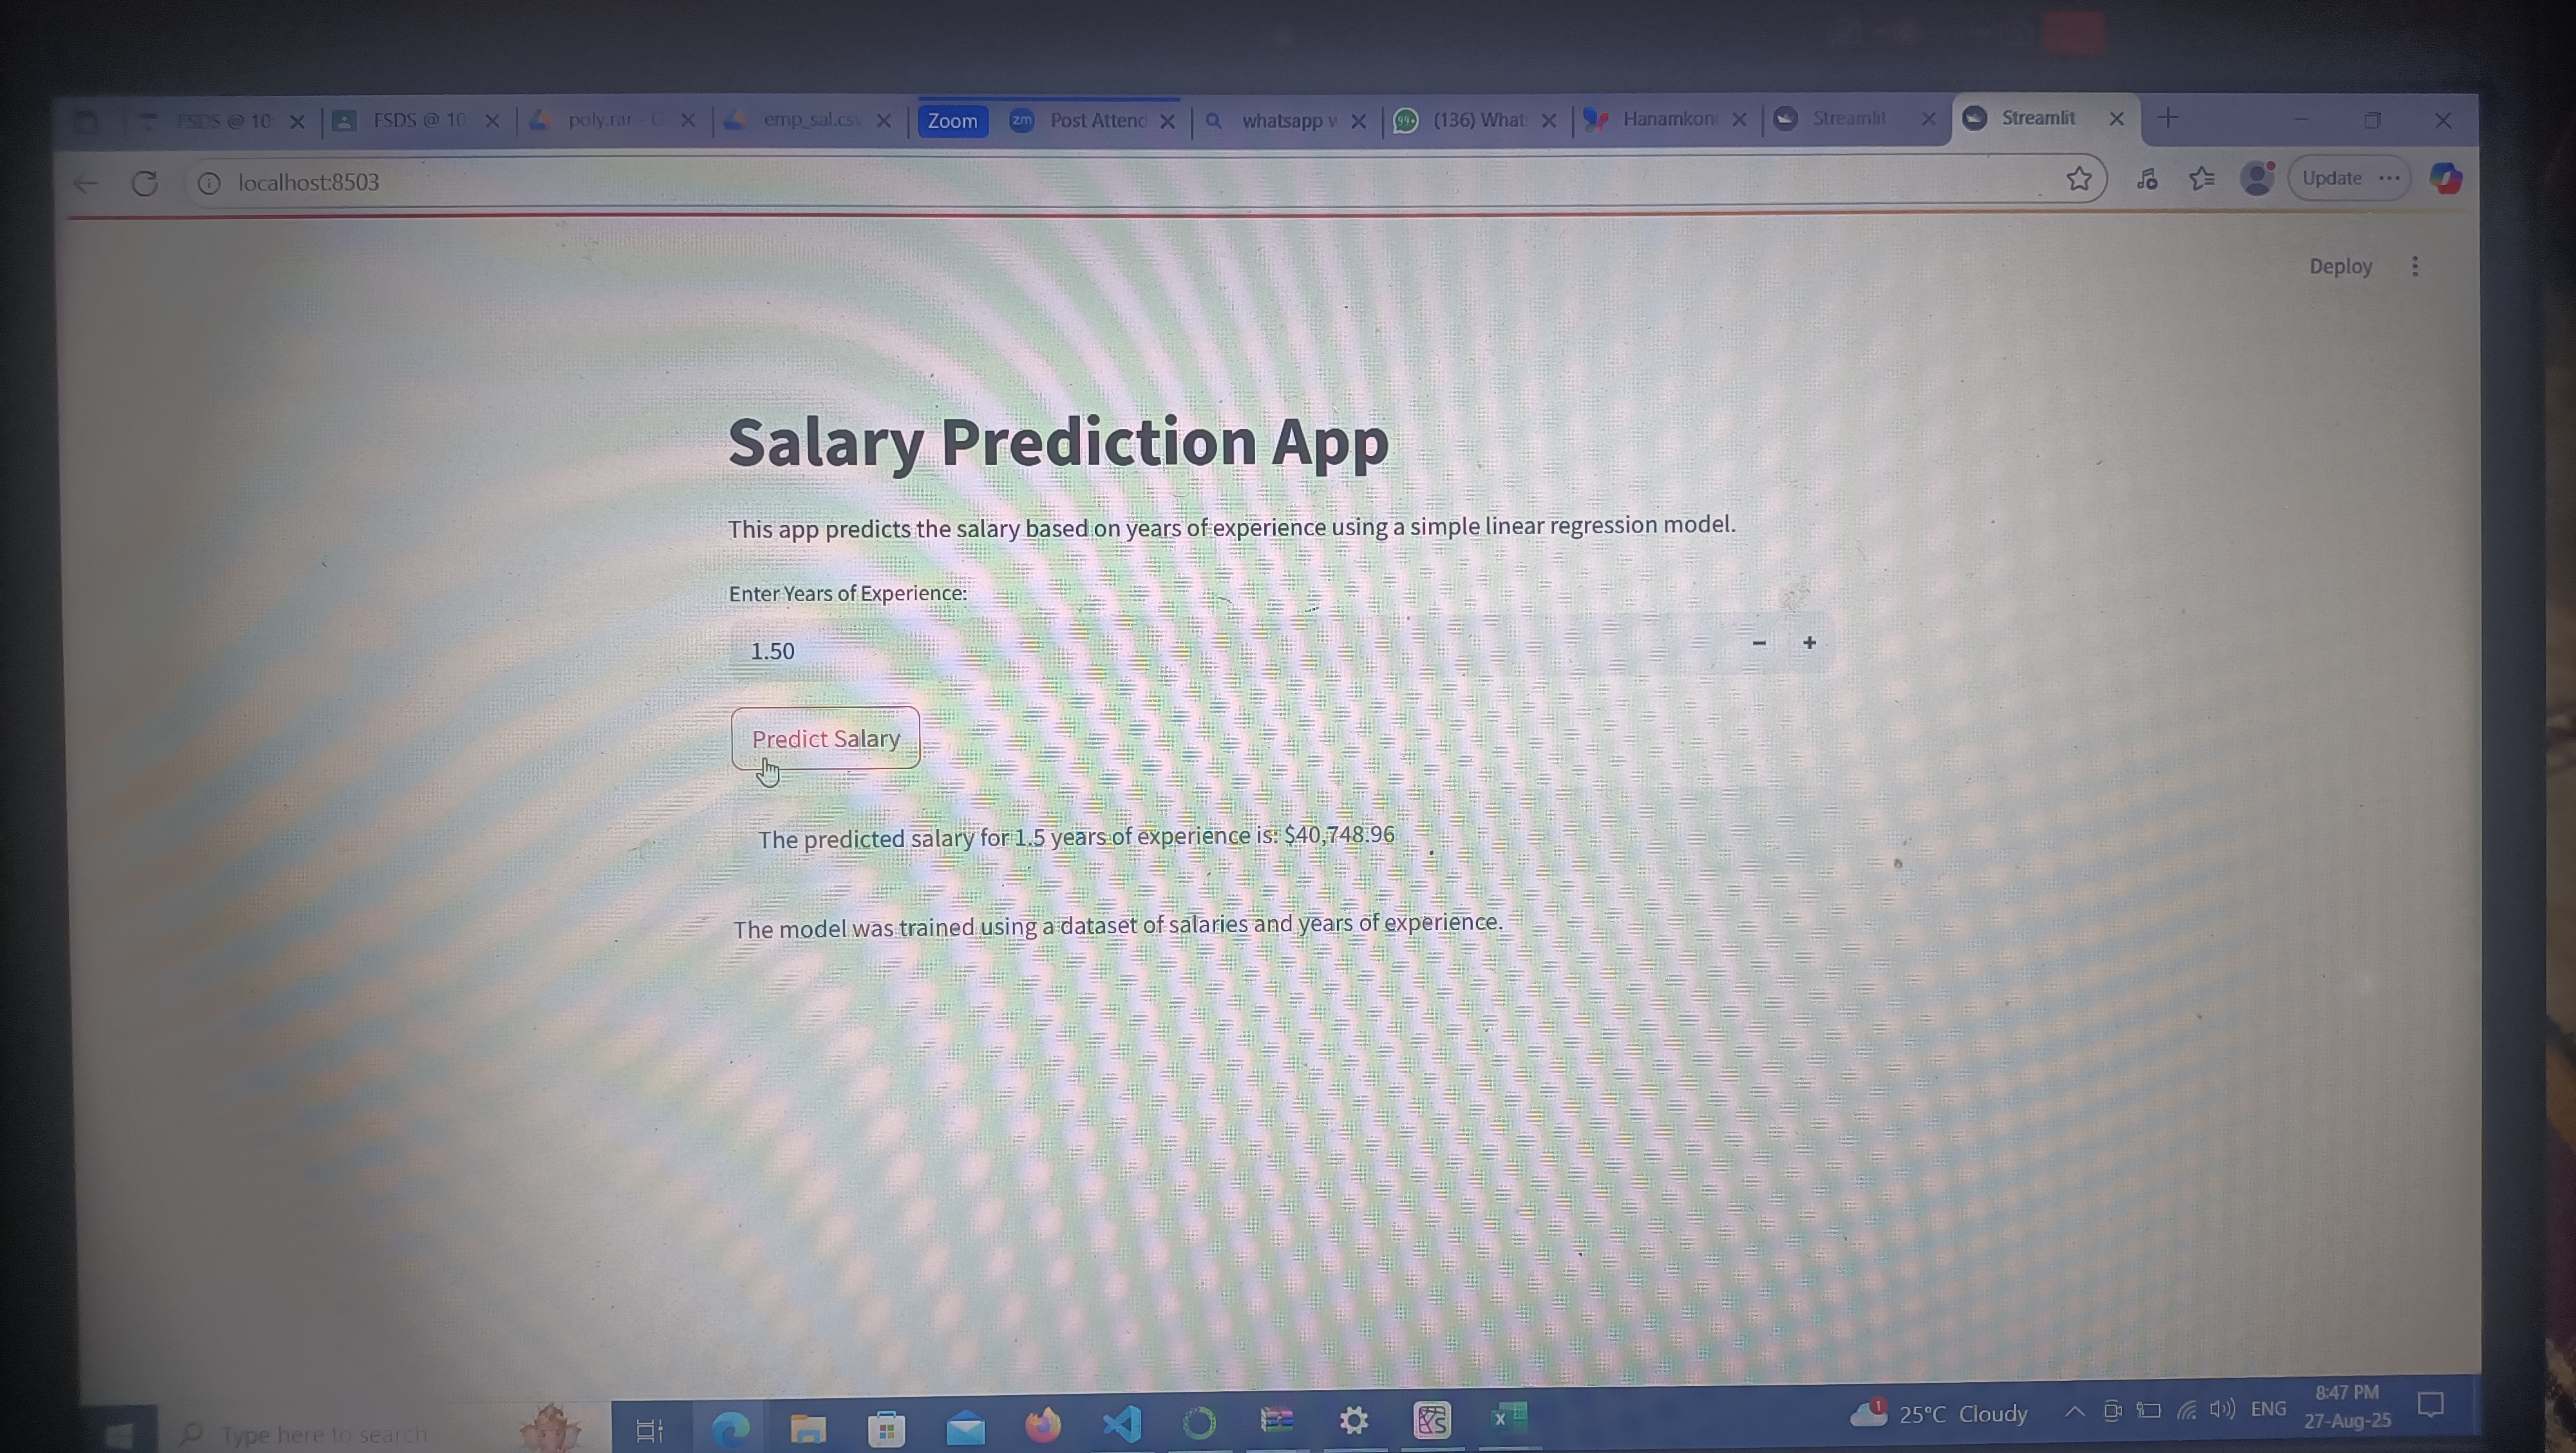 FSDS @ 10
FSDS @ 10
poly.rar - G
emp_sal.csv
Zoom
zm
Post Attend
whatsapp w
99+
(136) What
Hanamkon
Streamlit
Streamlit
localhost:8503
Update
Deploy
Salary Prediction App
This app predicts the salary based on years of experience using a simple linear regression model.
Enter Years of Experience:
1.50
− +
Predict Salary
The predicted salary for 1.5 years of experience is: $40,748.96
The model was trained using a dataset of salaries and years of experience.
Type here to search
1
25°C Cloudy
ENG
8:47 PM
27-Aug-25